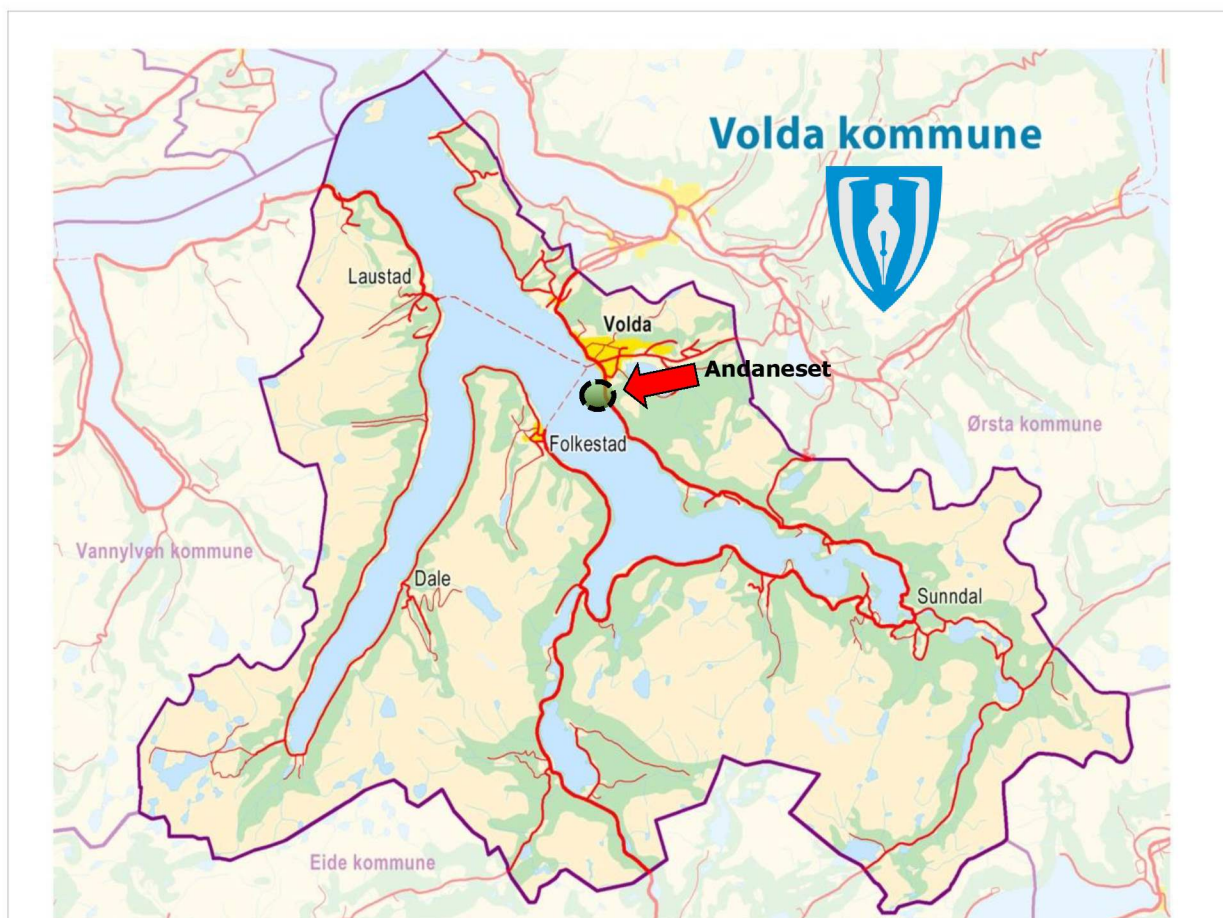 Volda kommune
Laustad
Volda
Andaneset
Ørsta kommune
Folkestad
Vannylven kommune
Dale
Sunndal
Eide kommune